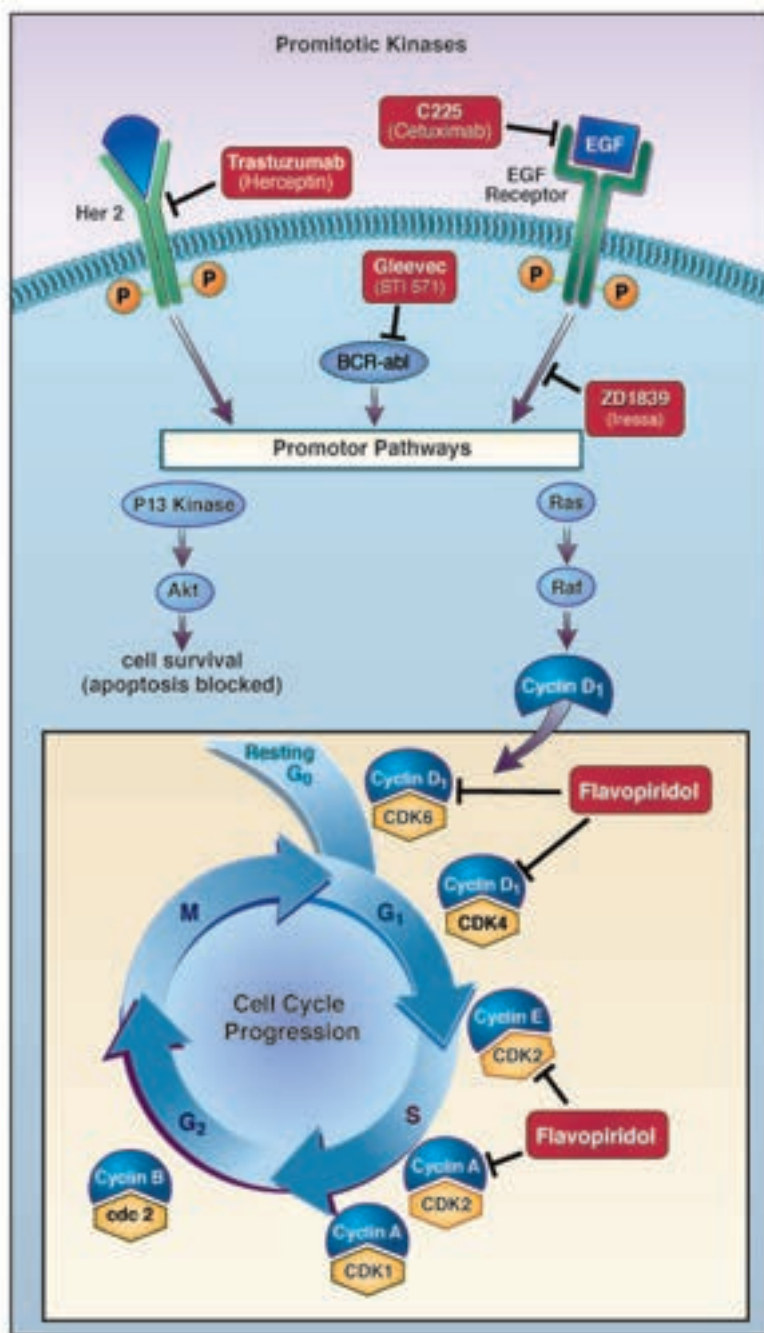 Promitotic Kinases
C225
(Cetuximab)
EGF
Trastuzumab
(Herceptin)
EGF
Receptor
Her 2
P
P
Gleevec
(STI 571)
P
P
BCR-abl
ZD1839
(Iressa)
Promotor Pathways
P13 Kinase
Ras
Akt
Raf
cell survival
(apoptosis blocked)
Cyclin D1
Resting
G0
Cyclin D1
CDK6
Flavopiridol
Cyclin D1
CDK4
M
G1
Cell Cycle
Progression
Cyclin E
CDK2
G2
S
Flavopiridol
Cyclin B
cdc 2
Cyclin A
CDK2
Cyclin A
CDK1